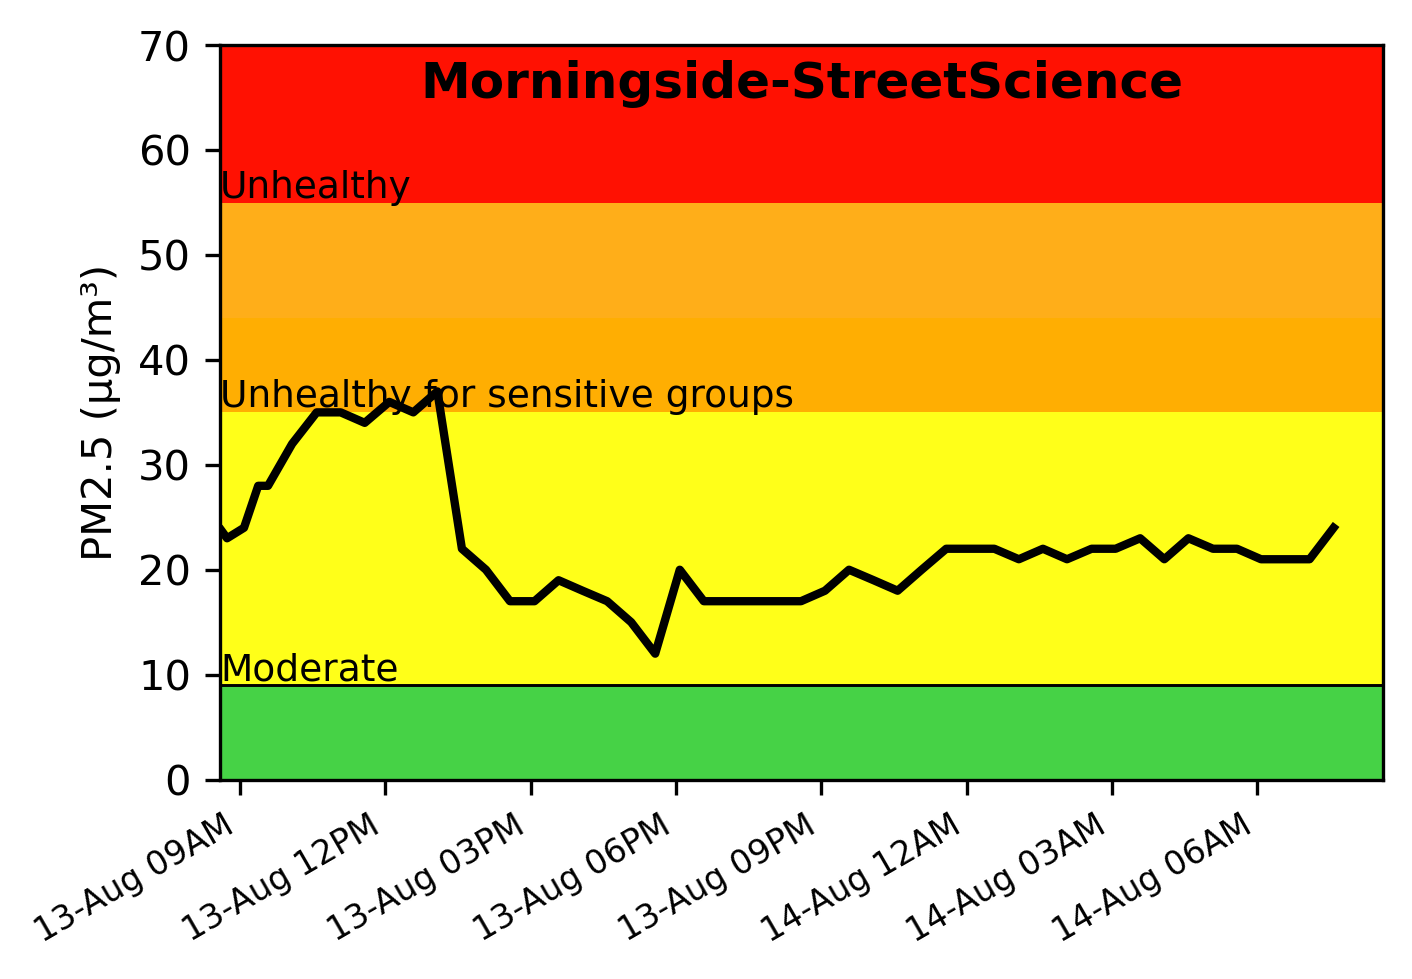 Morningside-StreetScience
70
60
50
40
30
20
10
0
PM2.5 (µg/m³)
Unhealthy
Unhealthy for sensitive groups
Moderate
13-Aug 09AM
13-Aug 12PM
13-Aug 03PM
13-Aug 06PM
13-Aug 09PM
14-Aug 12AM
14-Aug 03AM
14-Aug 06AM